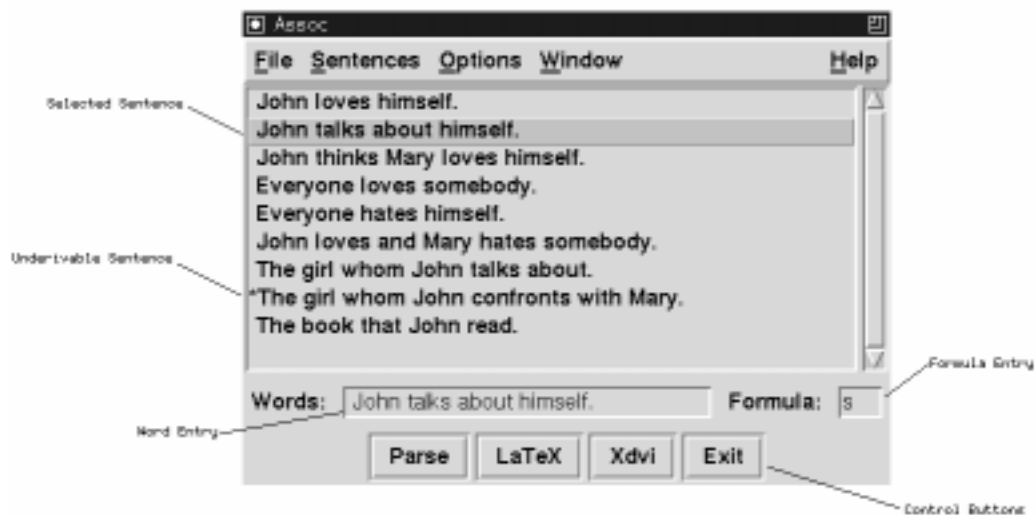 Assoc
File Sentences Options Window Help
Selected Sentence
John loves himself.
John talks about himself.
John thinks Mary loves himself.
Everyone loves somebody.
Everyone hates himself.
John loves and Mary hates somebody.
Underivable Sentence
The girl whom John talks about.
*The girl whom John confronts with Mary.
The book that John read.
Formula Entry
Words: John talks about himself. Formula: s
Word Entry
Parse LaTeX Xdvi Exit
Control Buttons